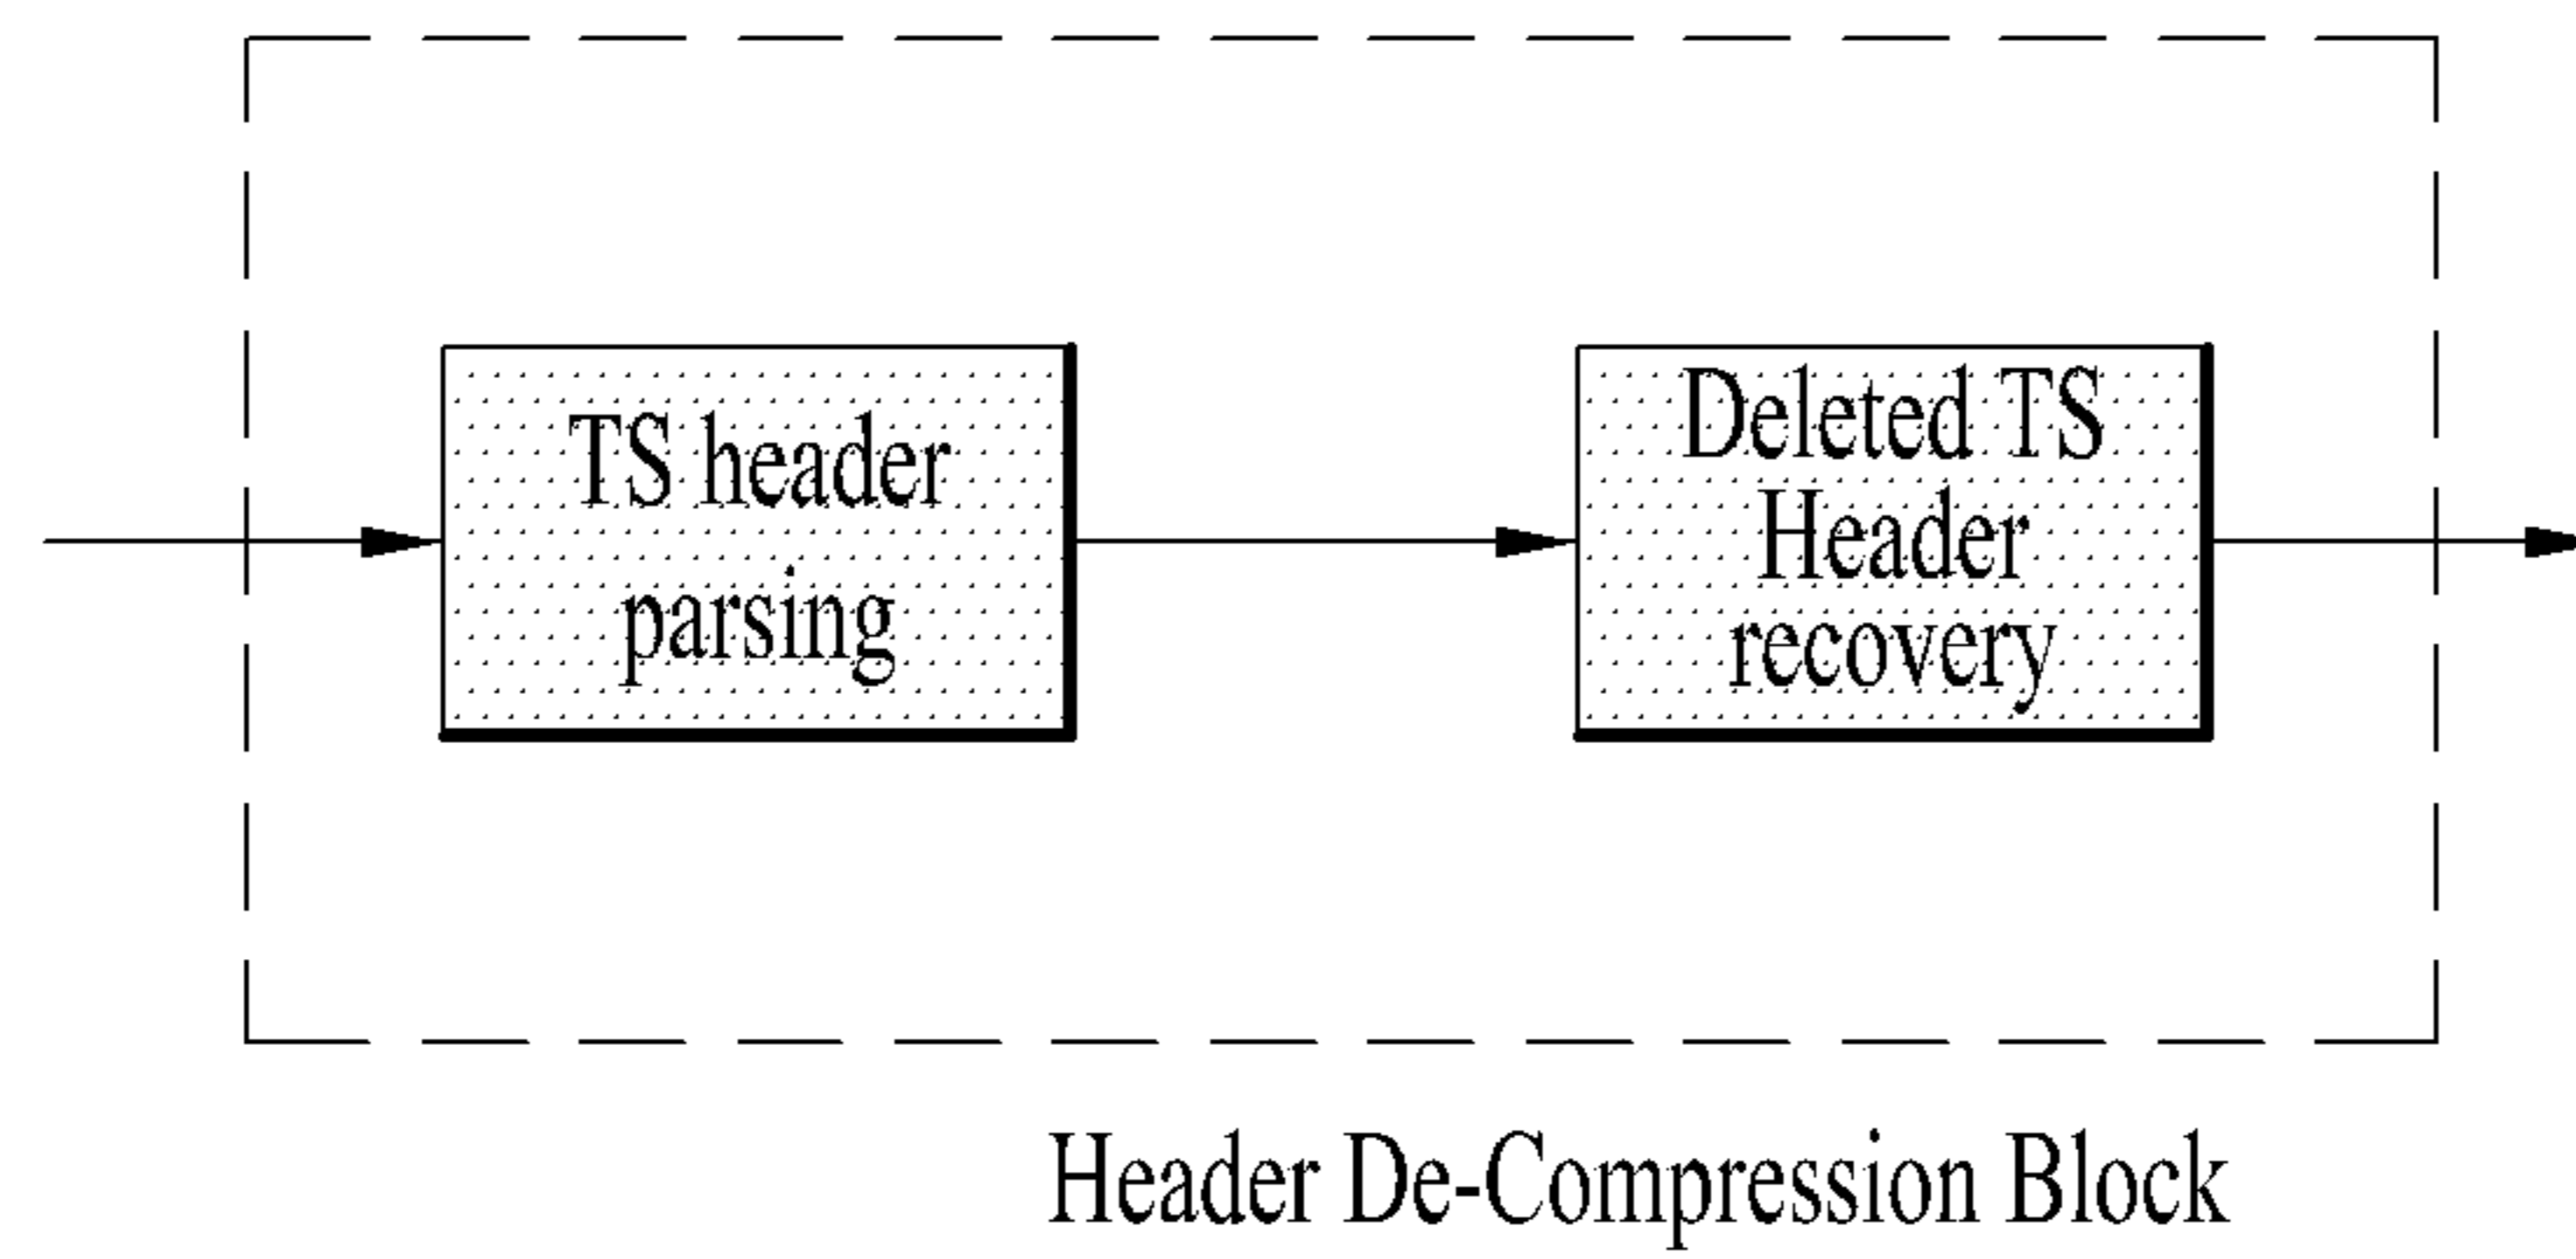 TS header
parsing
Deleted TS
Header
recovery
Header De-Compression Block